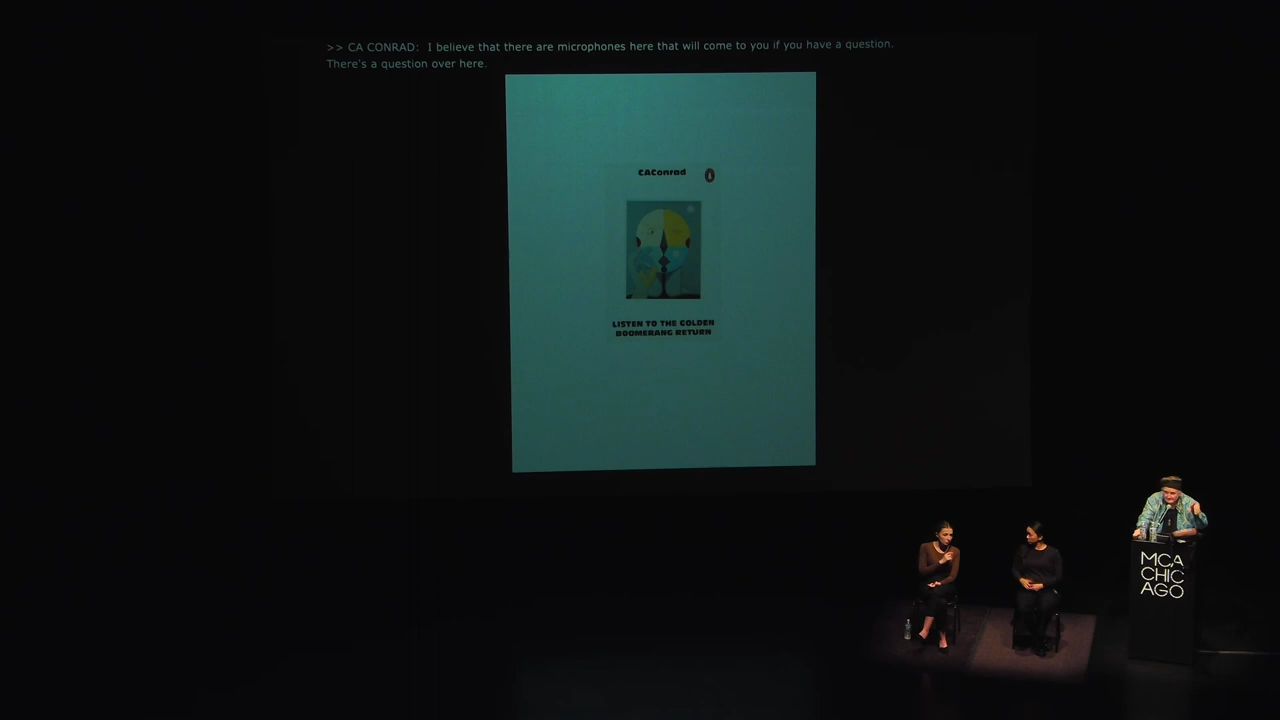 >> CA CONRAD:  I believe that there are microphones here that will come to you if you have a question.
There's a question over here.
CAConrad
LISTEN TO THE GOLDEN
BOOMERANG RETURN
MCA
CHIC
AGO